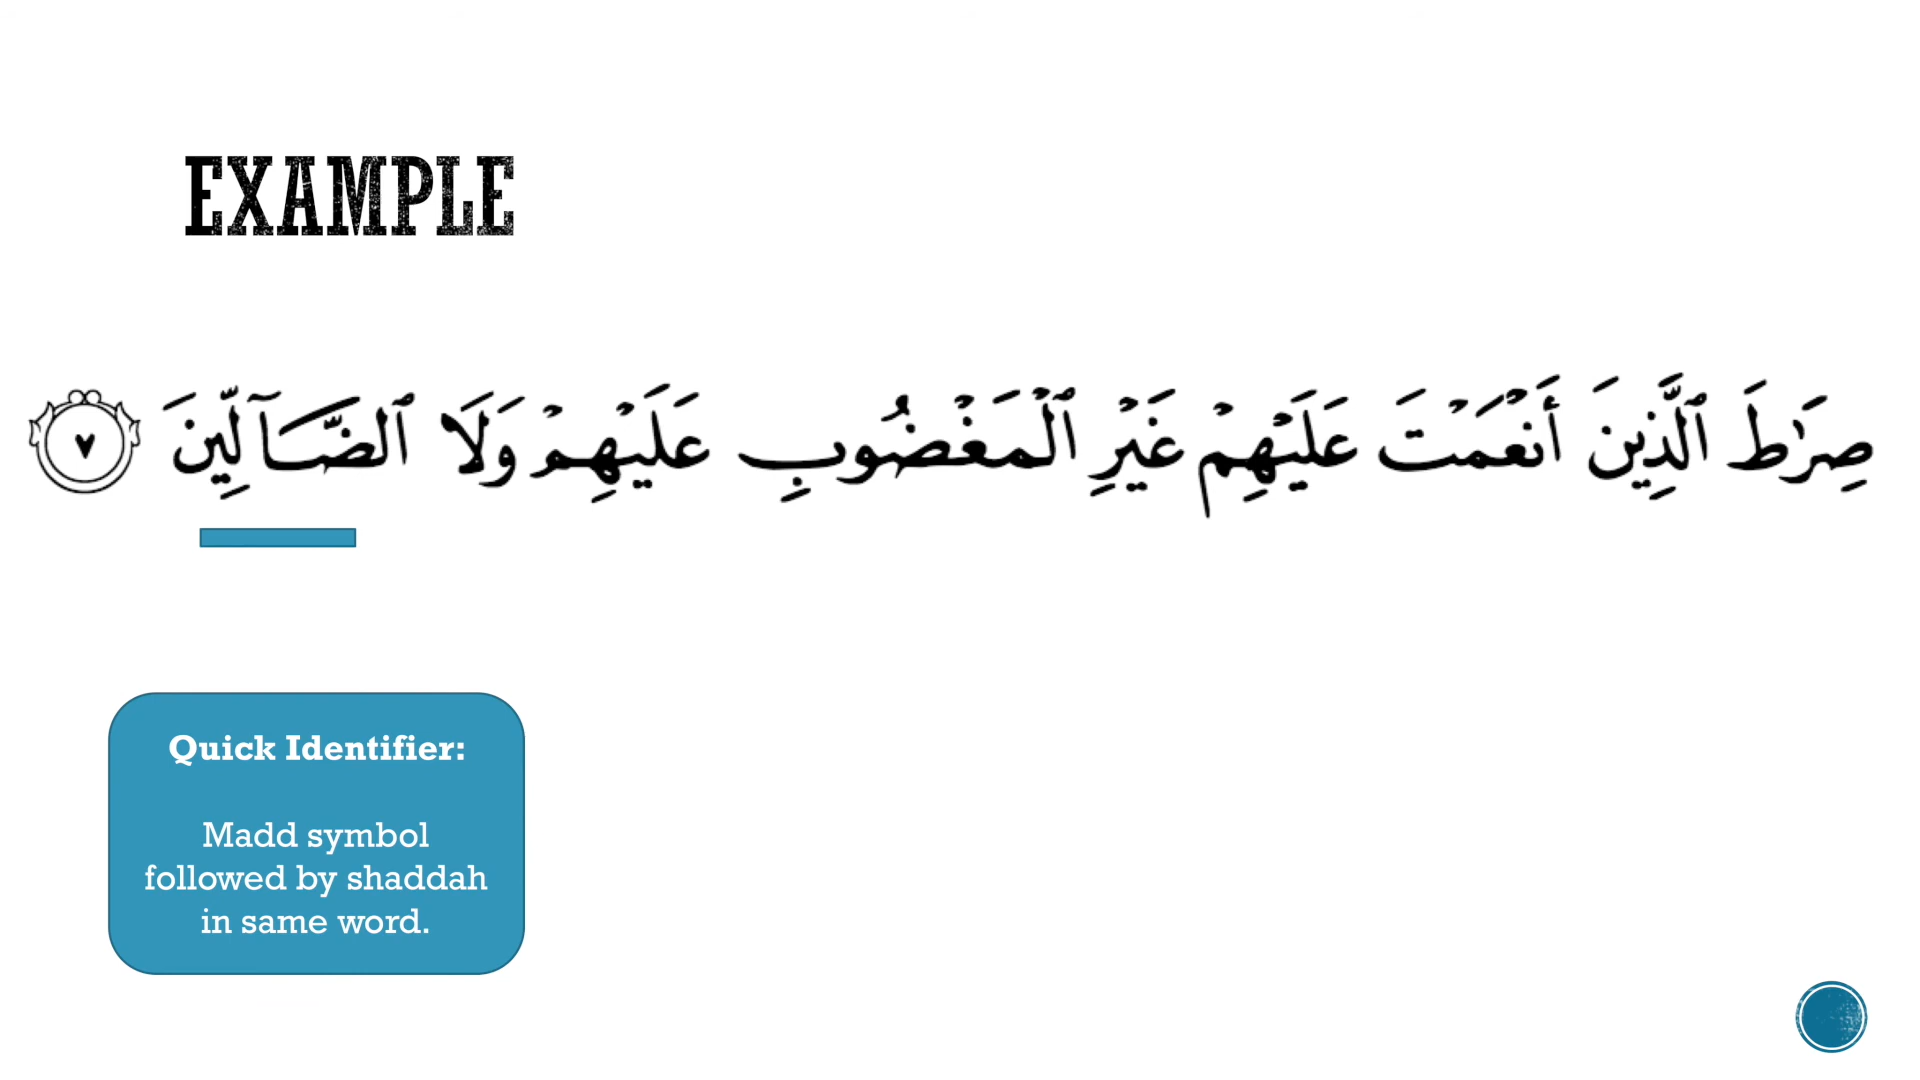 EXAMPLE
صِرَٰطَ ٱلَّذِينَ أَنْعَمْتَ عَلَيْهِمْ غَيْرِ ٱلْمَغْضُوبِ عَلَيْهِمْ وَلَا ٱلضَّآلِّينَ ٧
Quick Identifier:
Madd symbol
followed by shaddah
in same word.